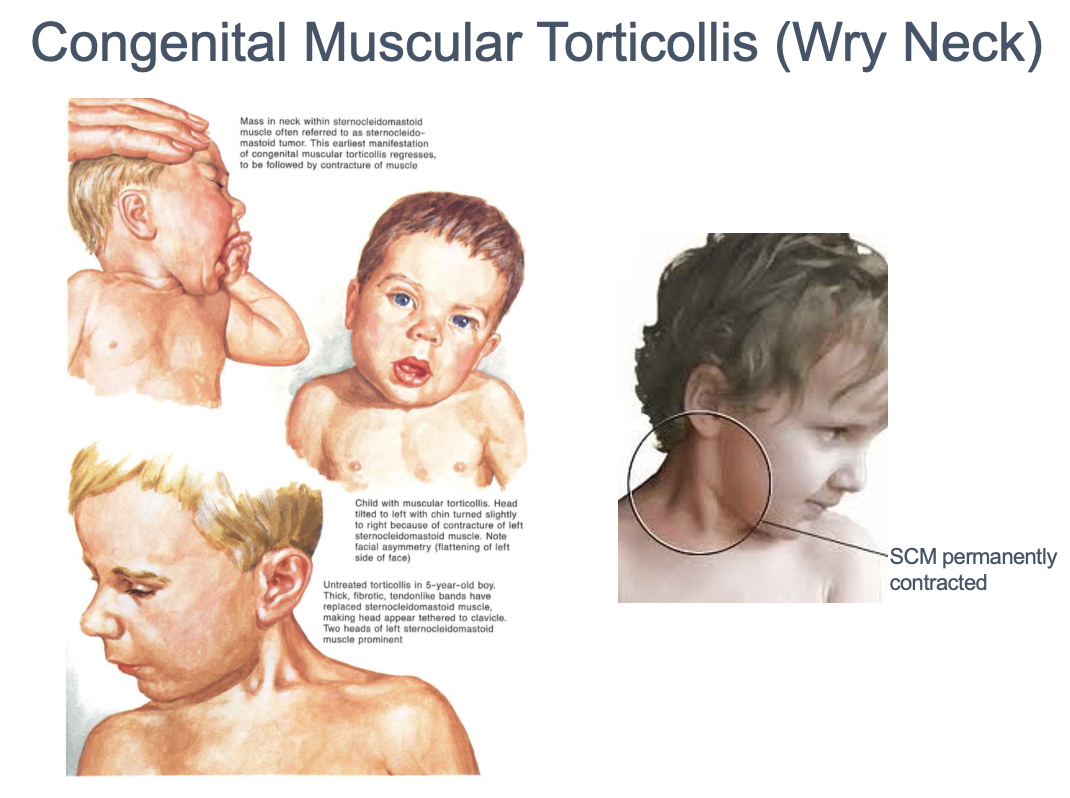 Congenital Muscular Torticollis (Wry Neck)
Mass in neck within sternocleidomastoid
muscle often referred to as sternocleido-
mastoid tumor. This earliest manifestation
of congenital muscular torticollis regresses,
to be followed by contracture of muscle
Child with muscular torticollis. Head
tilted to left with chin turned slightly
to right because of contracture of left
sternocleidomastoid muscle. Note
facial asymmetry (flattening of left
side of face)
Untreated torticollis in 5-year-old boy.
Thick, fibrotic, tendonlike bands have
replaced sternocleidomastoid muscle,
making head appear tethered to clavicle.
Two heads of left sternocleidomastoid
muscle prominent
SCM permanently
contracted